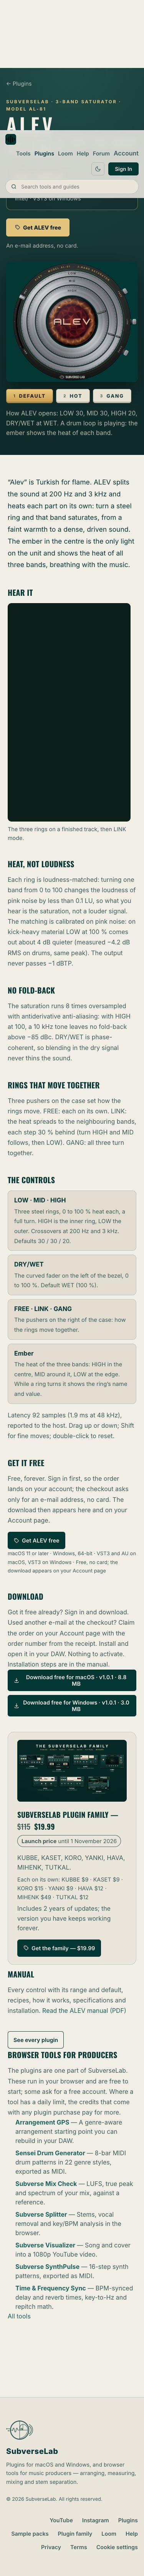 ← Plugins
SUBVERSELAB · 3-BAND SATURATOR ·
MODEL AL-81
ALEV
Tools Plugins Loom Help Forum Account
Sign In
Search tools and guides
Intel) · VST3 on Windows
Get ALEV free
An e-mail address, no card.
ALEV
SUBVERSELAB
1 DEFAULT
2 HOT
3 GANG
How ALEV opens: LOW 30, MID 30, HIGH 20,
DRY/WET at WET. A drum loop is playing: the
ember shows the heat of each band.
“Alev” is Turkish for flame. ALEV splits
the sound at 200 Hz and 3 kHz and
heats each part on its own: turn a steel
ring and that band saturates, from a
faint warmth to a dense, driven sound.
The ember in the centre is the only light
on the unit and shows the heat of all
three bands, breathing with the music.
HEAR IT
The three rings on a finished track, then LINK
mode.
HEAT, NOT LOUDNESS
Each ring is loudness-matched: turning one
band from 0 to 100 changes the loudness of
pink noise by less than 0.1 LU, so what you
hear is the saturation, not a louder signal.
The matching is calibrated on pink noise: on
kick-heavy material LOW at 100 % comes
out about 4 dB quieter (measured −4.2 dB
RMS on drums, same peak). The output
never passes −1 dBTP.
NO FOLD-BACK
The saturation runs 8 times oversampled
with antiderivative anti-aliasing: with HIGH
at 100, a 10 kHz tone leaves no fold-back
above −85 dBc. DRY/WET is phase-
coherent, so blending in the dry signal
never thins the sound.
RINGS THAT MOVE TOGETHER
Three pushers on the case set how the
rings move. FREE: each on its own. LINK:
the heat spreads to the neighbouring bands,
each step 30 % behind (turn HIGH and MID
follows, then LOW). GANG: all three turn
together.
THE CONTROLS
LOW · MID · HIGH
Three steel rings, 0 to 100 % heat each, a
full turn. HIGH is the inner ring, LOW the
outer. Crossovers at 200 Hz and 3 kHz.
Defaults 30 / 30 / 20.
DRY/WET
The curved fader on the left of the bezel, 0
to 100 %. Default WET (100 %).
FREE · LINK · GANG
The pushers on the right of the case: how
the rings move together.
Ember
The heat of the three bands: HIGH in the
centre, MID around it, LOW at the edge.
While a ring turns it shows the ring’s name
and value.
Latency 92 samples (1.9 ms at 48 kHz),
reported to the host. Drag up or down; Shift
for fine moves; double-click to reset.
GET IT FREE
Free, forever. Sign in first, so the order
lands on your account; the checkout asks
only for an e-mail address, no card. The
download then appears here and on your
Account page.
Get ALEV free
macOS 11 or later · Windows, 64-bit · VST3 and AU on
macOS, VST3 on Windows · Free, no card; the
download appears on your Account page
DOWNLOAD
Got it free already? Sign in and download.
Used another e-mail at the checkout? Claim
the order on your Account page with the
order number from the receipt. Install and
open it in your DAW. Nothing to activate.
Installation steps are in the manual.
Download free for macOS · v1.0.1 · 8.8
MB
Download free for Windows · v1.0.1 · 3.0
MB
THE SUBVERSELAB FAMILY
SUBVERSELAB PLUGIN FAMILY —
$115 $19.99
Launch price until 1 November 2026
KUBBE, KASET, KORO, YANKI, HAVA,
MIHENK, TUTKAL.
Each on its own: KUBBE $9 · KASET $9 ·
KORO $15 · YANKI $9 · HAVA $12 ·
MIHENK $49 · TUTKAL $12
Includes 2 years of updates; the
version you have keeps working
forever.
Get the family — $19.99
MANUAL
Every control with its range and default,
recipes, how it works, specifications and
installation. Read the ALEV manual (PDF)
See every plugin
BROWSER TOOLS FOR PRODUCERS
The plugins are one part of SubverseLab.
These run in your browser and are free to
start; some ask for a free account. Where a
tool has a daily limit, the credits that come
with any plugin purchase pay for more.
Arrangement GPS — A genre-aware
arrangement starting point you can
rebuild in your DAW.
Sensei Drum Generator — 8-bar MIDI
drum patterns in 22 genre styles,
exported as MIDI.
Subverse Mix Check — LUFS, true peak
and spectrum of your mix, against a
reference.
Subverse Splitter — Stems, vocal
removal and key/BPM analysis in the
browser.
Subverse Visualizer — Song and cover
into a 1080p YouTube video.
Subverse SynthPulse — 16-step synth
patterns, exported as MIDI.
Time & Frequency Sync — BPM-synced
delay and reverb times, key-to-Hz and
repitch math.
All tools
SubverseLab
Plugins for macOS and Windows, and browser
tools for music producers — arranging, measuring,
mixing and stem separation.
© 2026 SubverseLab. All rights reserved.
YouTube Instagram Plugins
Sample packs Plugin family Loom Help
Privacy Terms Cookie settings